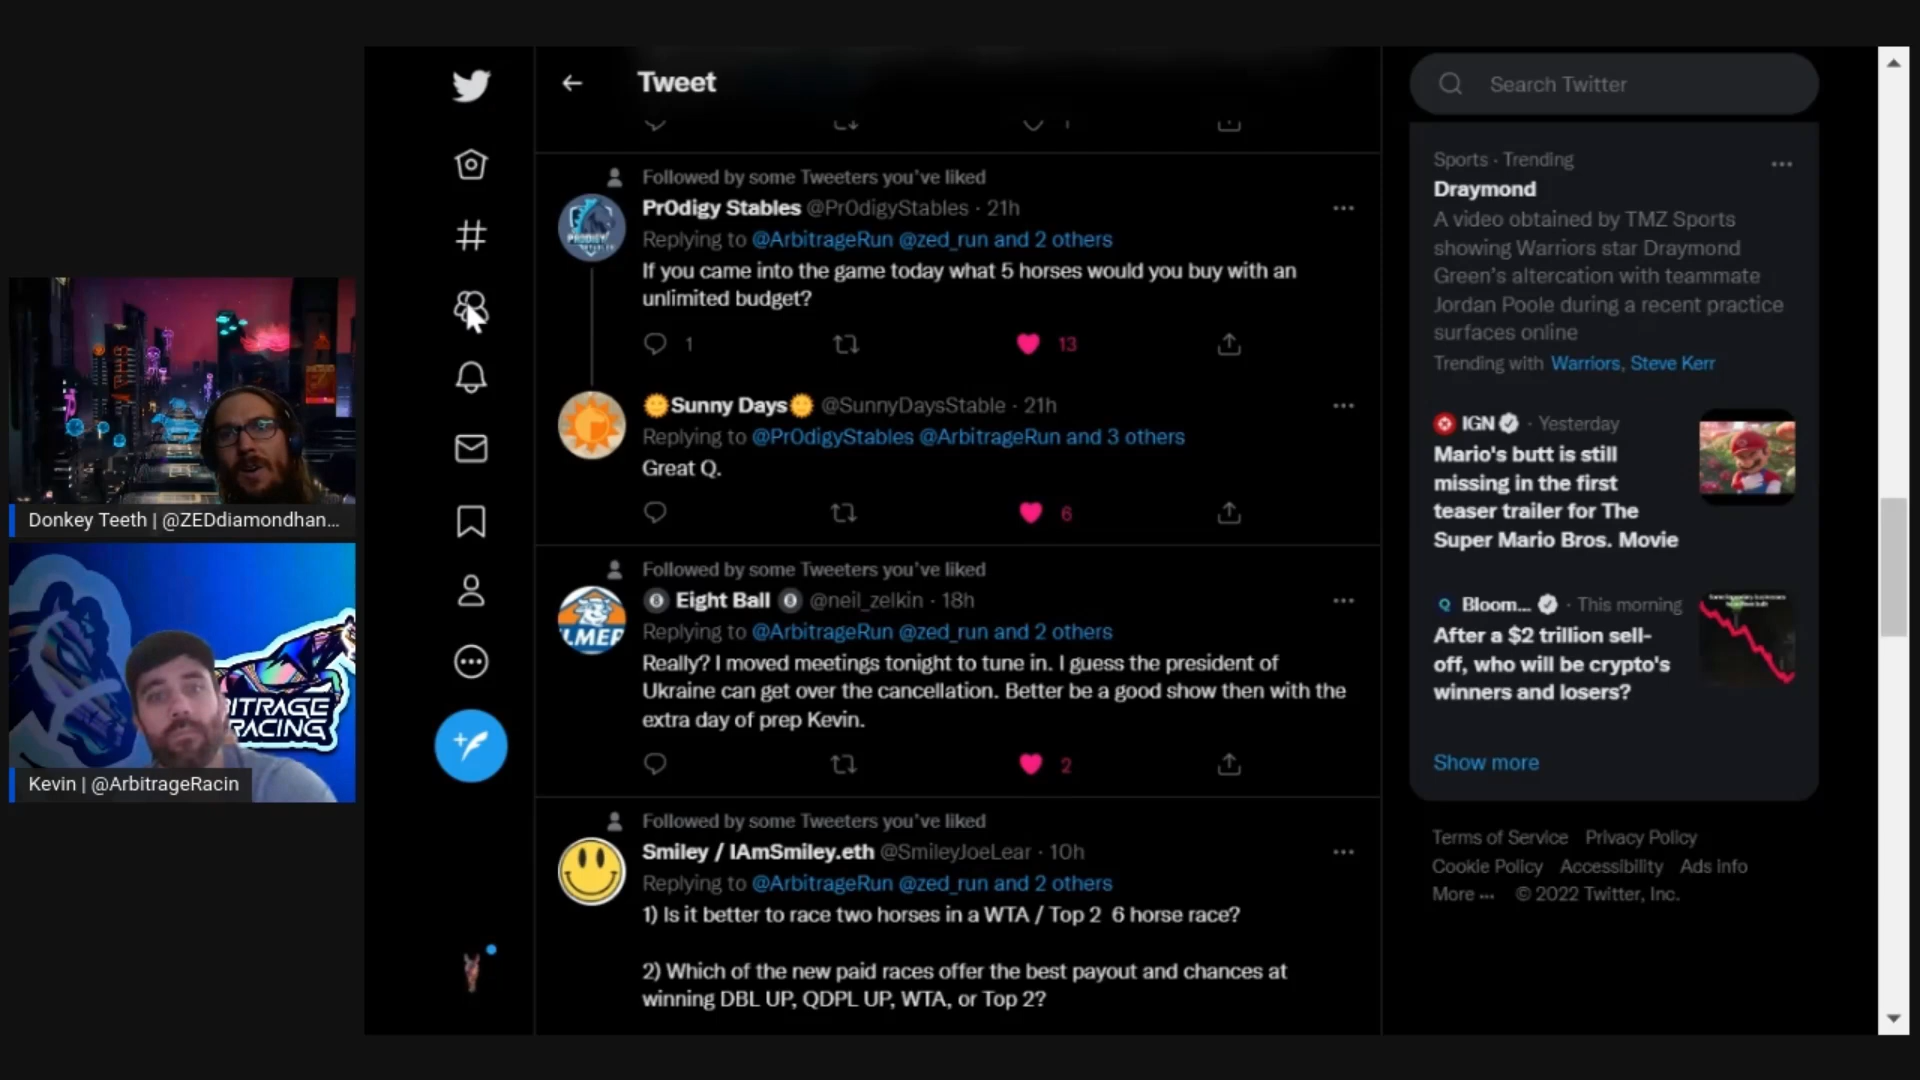 Tweet
Search Twitter
1
Followed by some Tweeters you've liked
Pr0digy Stables @Pr0digyStables · 21h
Replying to @ArbitrageRun @zed_run and 2 others
If you came into the game today what 5 horses would you buy with an
unlimited budget?
1
13
Sunny Days @SunnyDaysStable · 21h
Replying to @Pr0digyStables @ArbitrageRun and 3 others
Great Q.
6
Followed by some Tweeters you've liked
Eight Ball @neil_zelkin · 18h
Replying to @ArbitrageRun @zed_run and 2 others
Really? I moved meetings tonight to tune in. I guess the president of
Ukraine can get over the cancellation. Better be a good show then with the
extra day of prep Kevin.
2
Followed by some Tweeters you've liked
Smiley / IAmSmiley.eth @SmileyJoeLear · 10h
Replying to @ArbitrageRun @zed_run and 2 others
1) Is it better to race two horses in a WTA / Top 2 6 horse race?
2) Which of the new paid races offer the best payout and chances at
winning DBL UP, QDPL UP, WTA, or Top 2?
Sports · Trending
Draymond
A video obtained by TMZ Sports
showing Warriors star Draymond
Green's altercation with teammate
Jordan Poole during a recent practice
surfaces online
Trending with Warriors, Steve Kerr
IGN · Yesterday
Mario's butt is still
missing in the first
teaser trailer for The
Super Mario Bros. Movie
Bloom... · This morning
After a $2 trillion sell-
off, who will be crypto's
winners and losers?
Show more
Terms of Service Privacy Policy
Cookie Policy Accessibility Ads info
More ··· © 2022 Twitter, Inc.
Donkey Teeth | @ZEDdiamondhan...
ITRAGE
RACING
Kevin | @ArbitrageRacin
PRODIGY
LMER